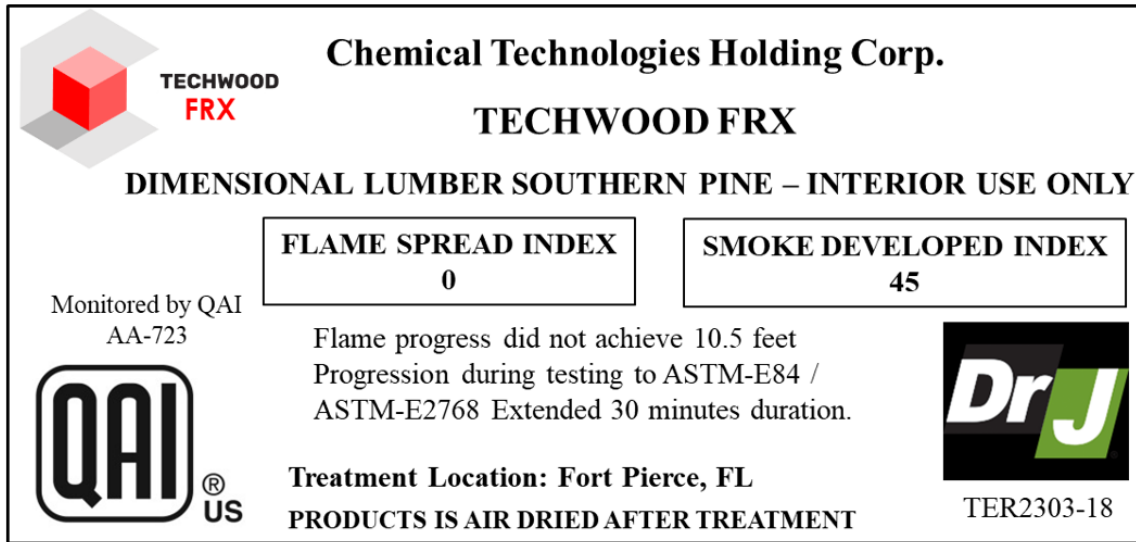 TECHWOOD
FRX
Chemical Technologies Holding Corp.
TECHWOOD FRX
DIMENSIONAL LUMBER SOUTHERN PINE – INTERIOR USE ONLY
FLAME SPREAD INDEX
0
SMOKE DEVELOPED INDEX
45
Monitored by QAI
AA-723
QAI
®
US
Flame progress did not achieve 10.5 feet
Progression during testing to ASTM-E84 /
ASTM-E2768 Extended 30 minutes duration.
Treatment Location: Fort Pierce, FL
PRODUCTS IS AIR DRIED AFTER TREATMENT
DrJ
TER2303-18